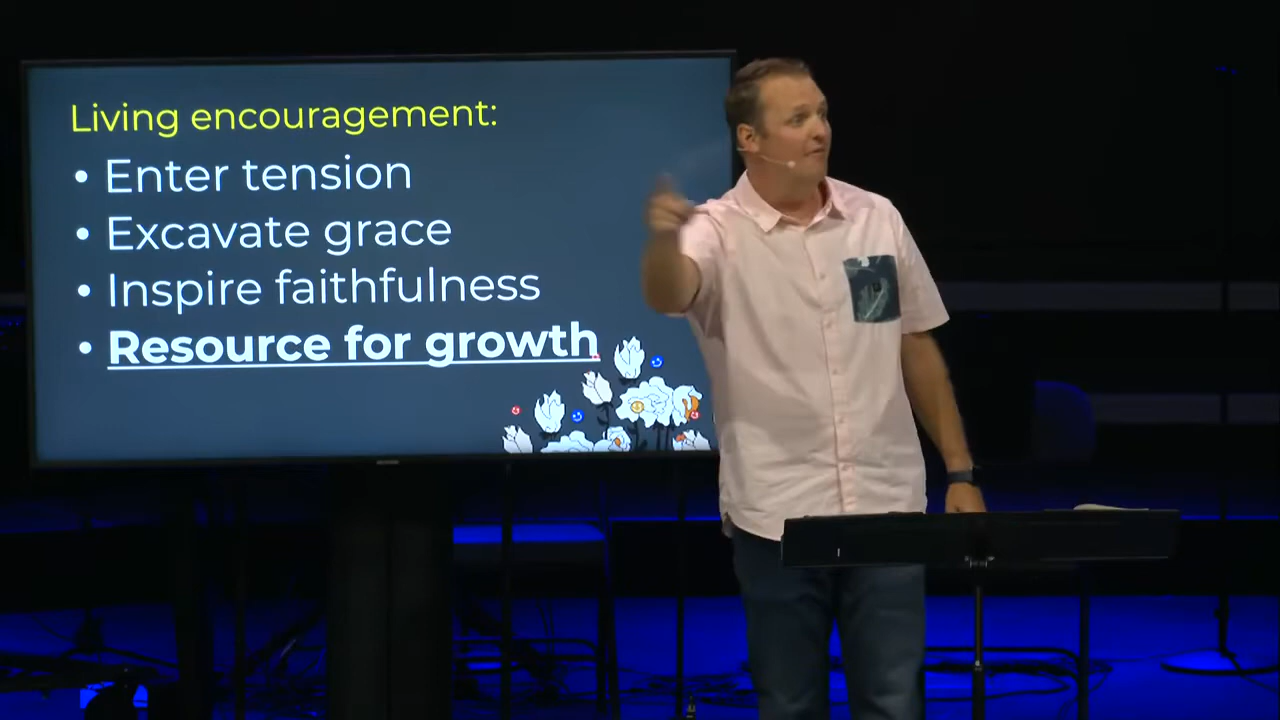 Living encouragement:
• Enter tension
• Excavate grace
• Inspire faithfulness
• Resource for growth